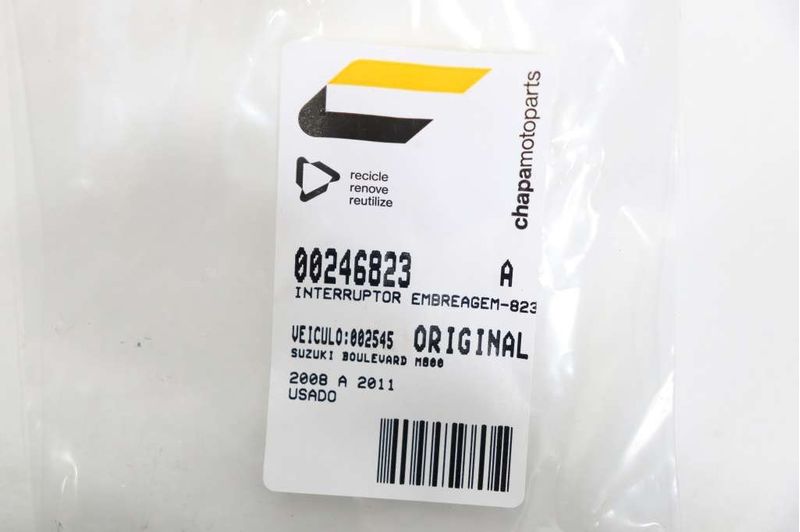 chapamotoparts
recicle
renove
reutilize
00246823 A
INTERRUPTOR EMBREAGEM-823
VEICULO:002545 ORIGINAL
SUZUKI BOULEVARD M800
2008 A 2011
USADO